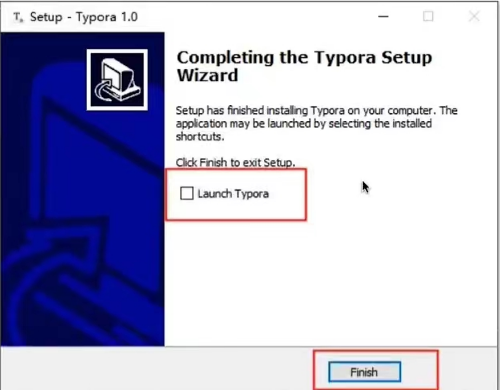 Setup - Typora 1.0
Completing the Typora Setup
Wizard
Setup has finished installing Typora on your computer. The
application may be launched by selecting the installed
shortcuts.
Click Finish to exit Setup.
Launch Typora
Finish